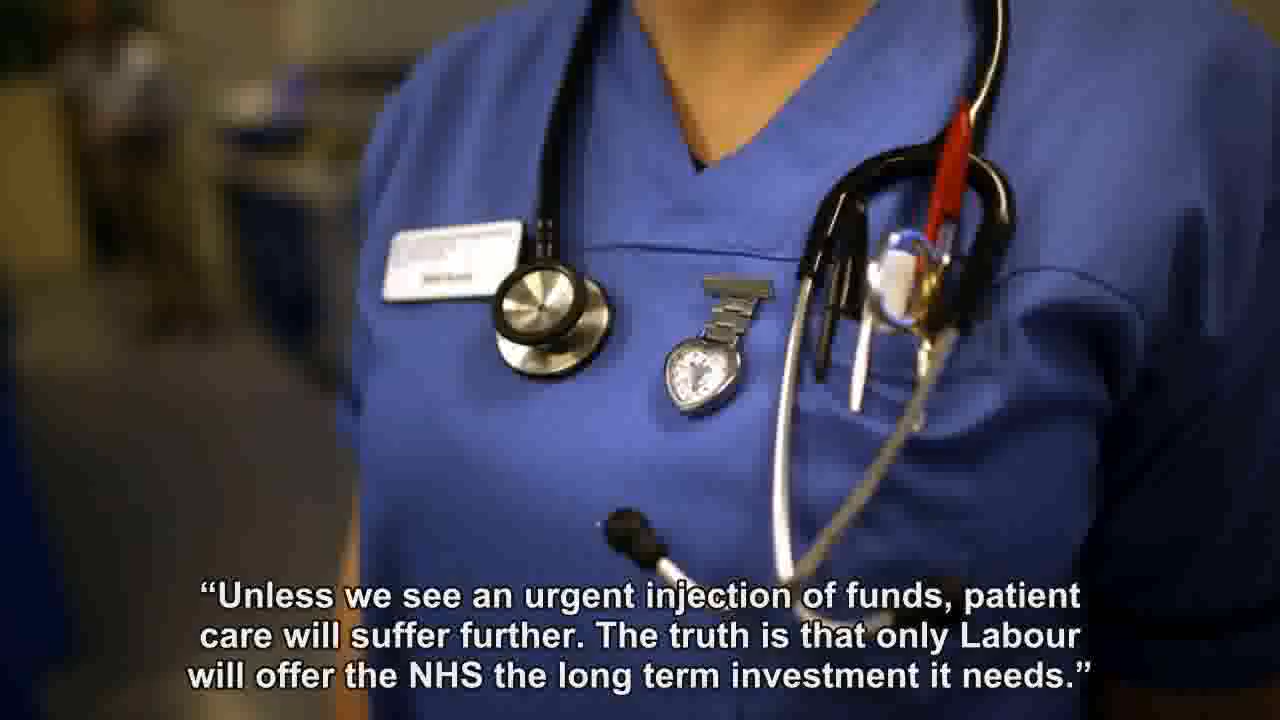 “Unless we see an urgent injection of funds, patient
care will suffer further. The truth is that only Labour
will offer the NHS the long term investment it needs.”